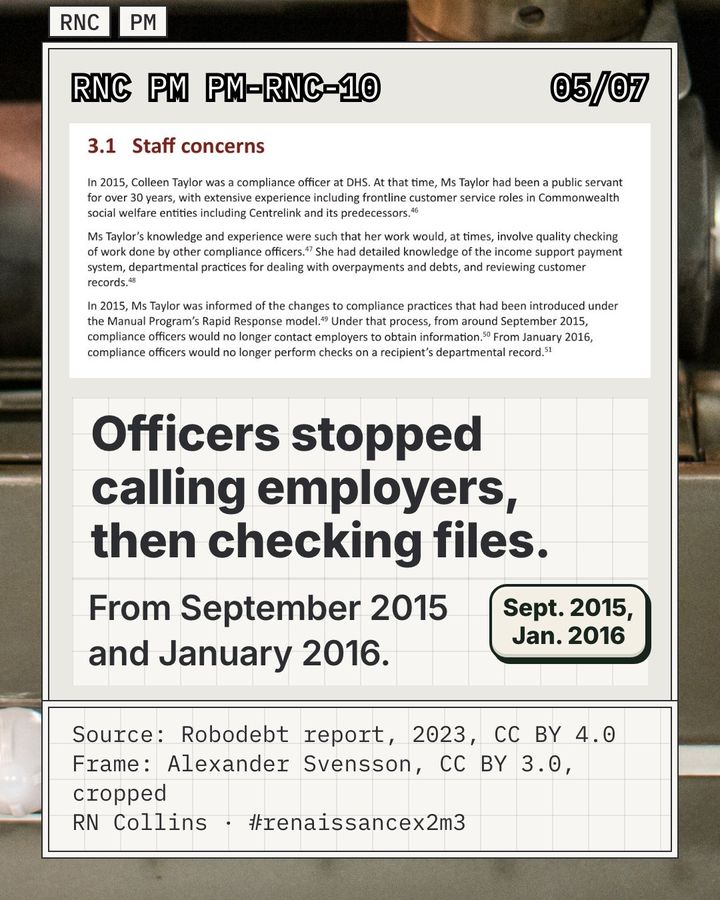 RNC PM
RNC PM PM-RNC-10 05/07
3.1 Staff concerns
In 2015, Colleen Taylor was a compliance officer at DHS. At that time, Ms Taylor had been a public servant
for over 30 years, with extensive experience including frontline customer service roles in Commonwealth
social welfare entities including Centrelink and its predecessors.46
Ms Taylor's knowledge and experience were such that her work would, at times, involve quality checking
of work done by other compliance officers.47 She had detailed knowledge of the income support payment
system, departmental practices for dealing with overpayments and debts, and reviewing customer
records.48
In 2015, Ms Taylor was informed of the changes to compliance practices that had been introduced under
the Manual Program's Rapid Response model.49 Under that process, from around September 2015,
compliance officers would no longer contact employers to obtain information.50 From January 2016,
compliance officers would no longer perform checks on a recipient's departmental record.51
Officers stopped
calling employers,
then checking files.
From September 2015
and January 2016.
Sept. 2015,
Jan. 2016
Source: Robodebt report, 2023, CC BY 4.0
Frame: Alexander Svensson, CC BY 3.0,
cropped
RN Collins · #renaissancex2m3